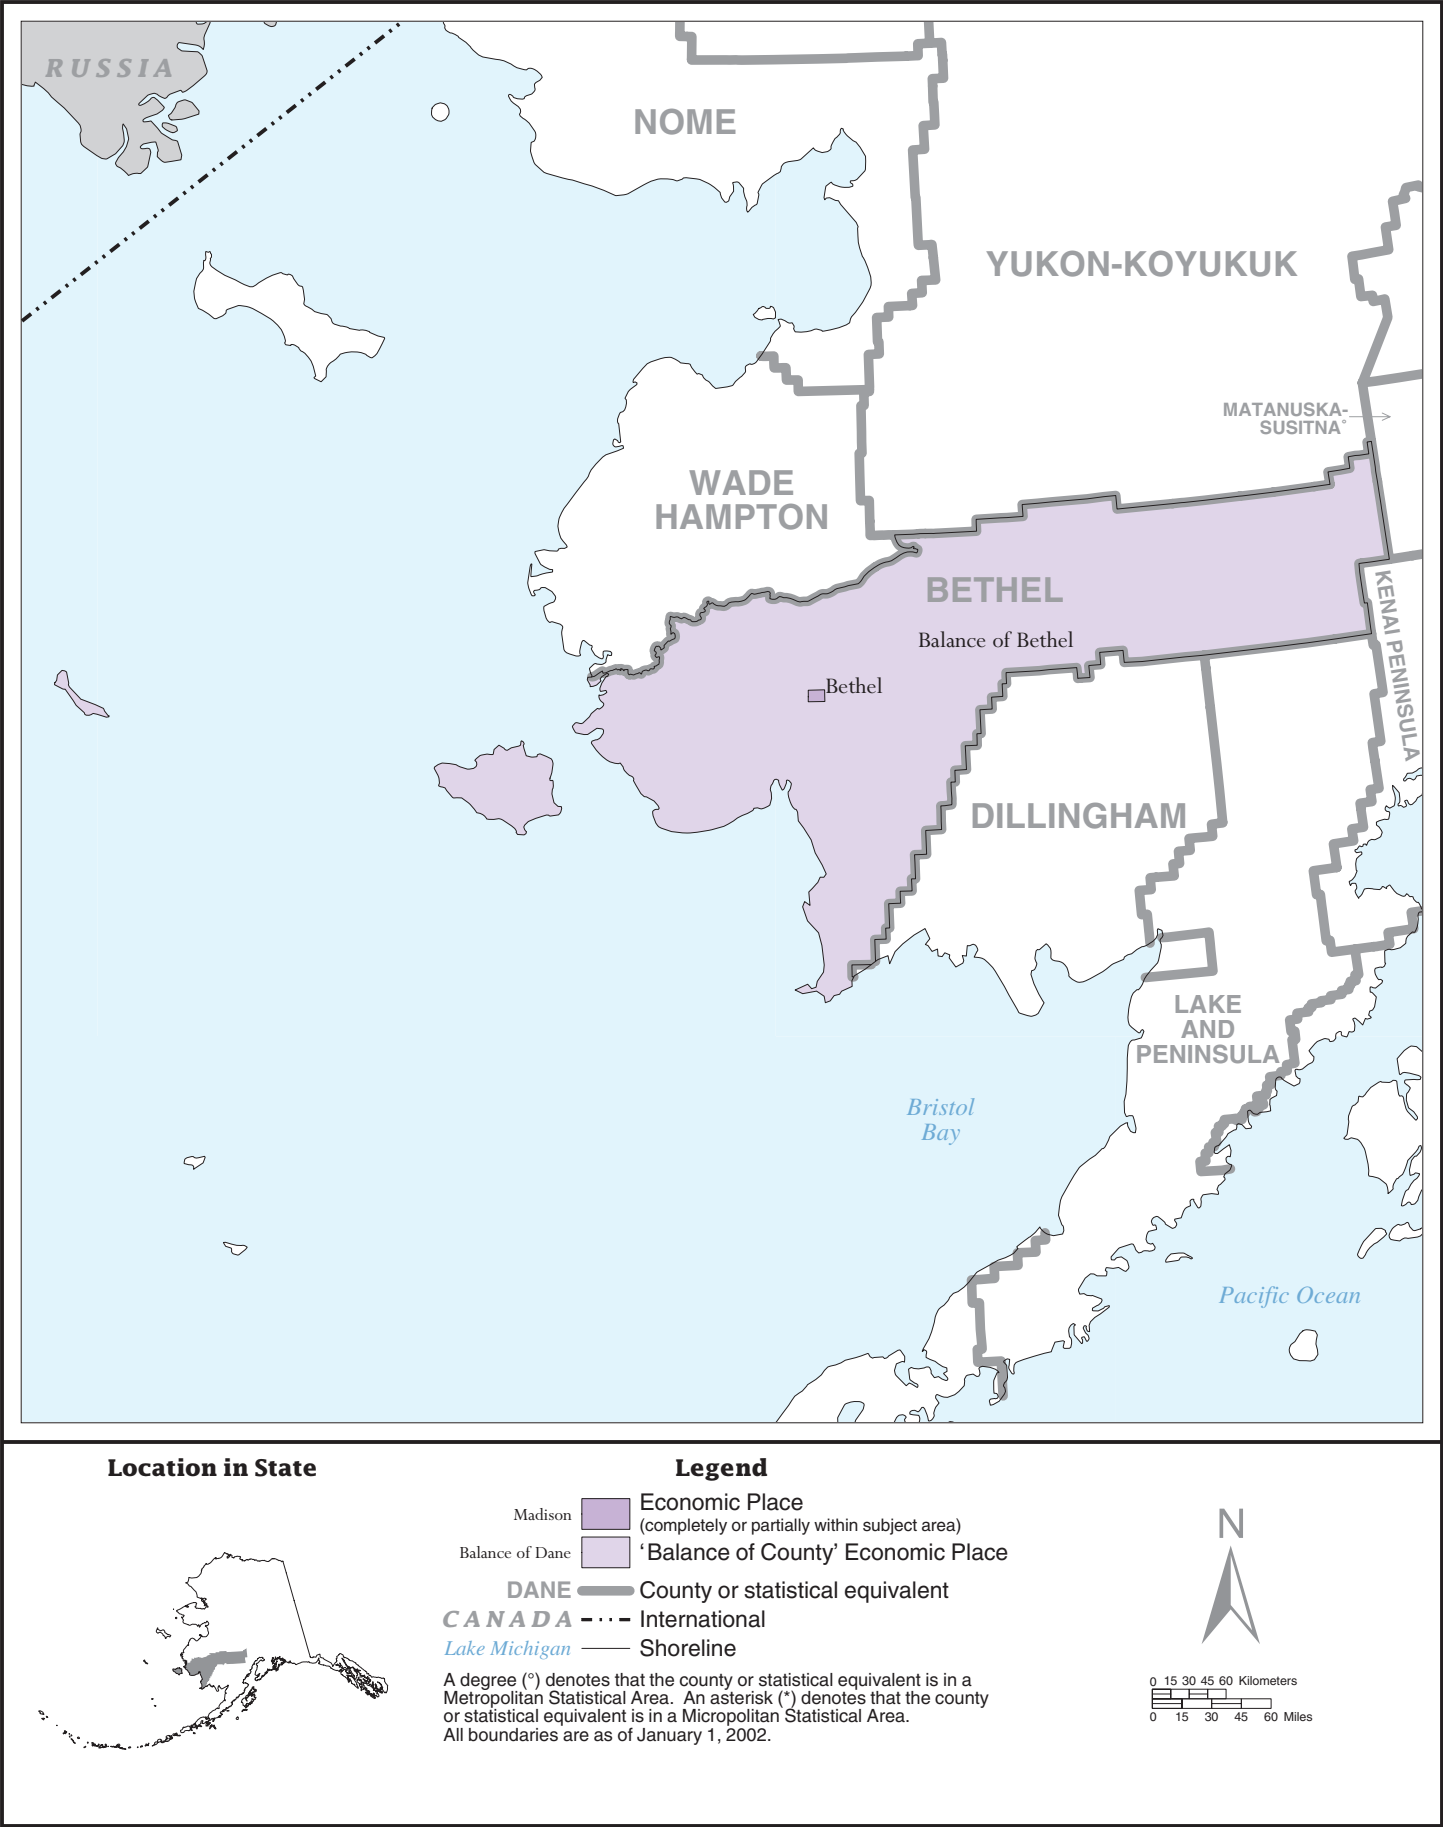 RUSSIA
NOME
YUKON-KOYUKUK
MATANUSKA-
SUSITNA°
WADE
HAMPTON
BETHEL
Balance of Bethel
KENAI PENINSULA
Bethel
DILLINGHAM
LAKE
AND
PENINSULA
Bristol
Bay
Pacific Ocean
Location in State
Legend
Madison
Economic Place
(completely or partially within subject area)
Balance of Dane
‘Balance of County’ Economic Place
DANE
County or statistical equivalent
CANADA
International
Lake Michigan
Shoreline
A degree (°) denotes that the county or statistical equivalent is in a
Metropolitan Statistical Area. An asterisk (*) denotes that the county
or statistical equivalent is in a Micropolitan Statistical Area.
All boundaries are as of January 1, 2002.
N
0 15 30 45 60 Kilometers
0 15 30 45 60 Miles